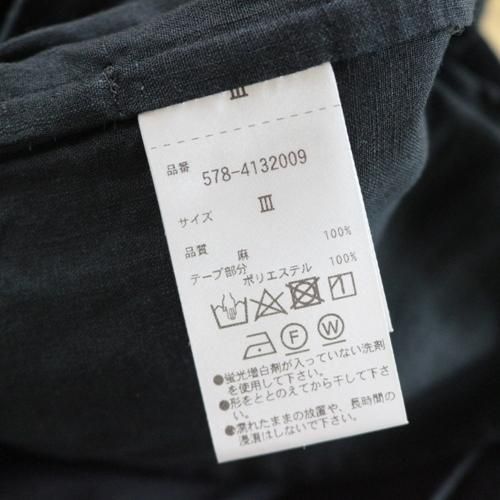 III
品番
578-4132009
サイズ
III
品質 麻 100%
テープ部分 ポリエステル 100%
F W
●蛍光増白剤が入っていない洗剤
を使用して下さい。
●形をととのえてから干して下さ
い。
●濡れたままの放置や、長時間の
浸漬はしないで下さい。